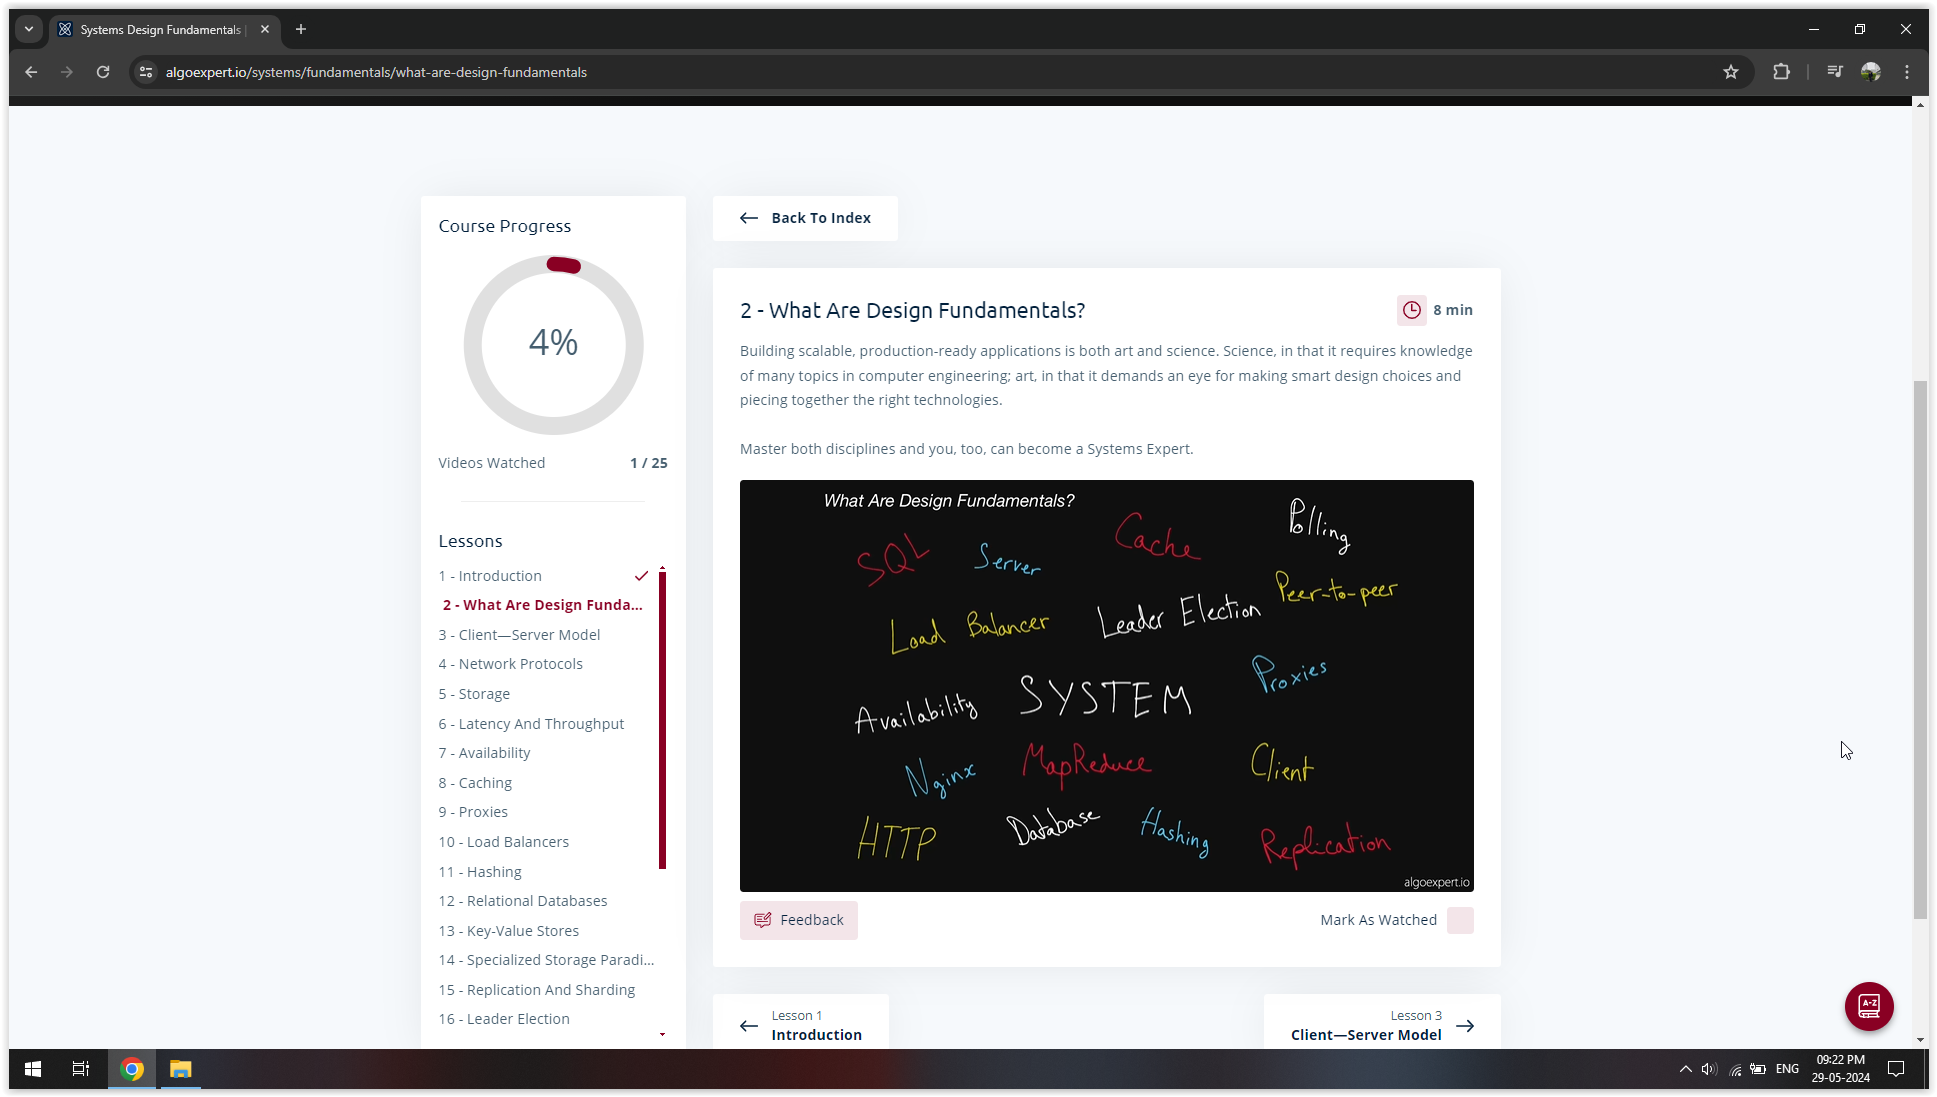 Systems Design Fundamentals |
algoexpert.io/systems/fundamentals/what-are-design-fundamentals
Course Progress
4%
Videos Watched 1 / 25
Lessons
1 - Introduction
2 - What Are Design Funda...
3 - Client—Server Model
4 - Network Protocols
5 - Storage
6 - Latency And Throughput
7 - Availability
8 - Caching
9 - Proxies
10 - Load Balancers
11 - Hashing
12 - Relational Databases
13 - Key-Value Stores
14 - Specialized Storage Paradi...
15 - Replication And Sharding
16 - Leader Election
Back To Index
2 - What Are Design Fundamentals?
8 min
Building scalable, production-ready applications is both art and science. Science, in that it requires knowledge
of many topics in computer engineering; art, in that it demands an eye for making smart design choices and
piecing together the right technologies.
Master both disciplines and you, too, can become a Systems Expert.
What Are Design Fundamentals?
SQL
Server
Cache
Polling
Load Balancer
Leader Election
Peer-to-peer
Availability
SYSTEM
Proxies
Nginx
MapReduce
Client
HTTP
Database
Hashing
Replication
algoexpert.io
Feedback
Mark As Watched
Lesson 1
Introduction
Lesson 3
Client—Server Model
A-Z
ENG
09:22 PM
29-05-2024